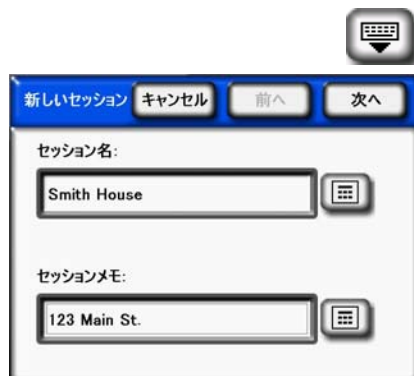 新しいセッション キャンセル 前へ 次へ
セッション名:
Smith House
セッションメモ:
123 Main St.